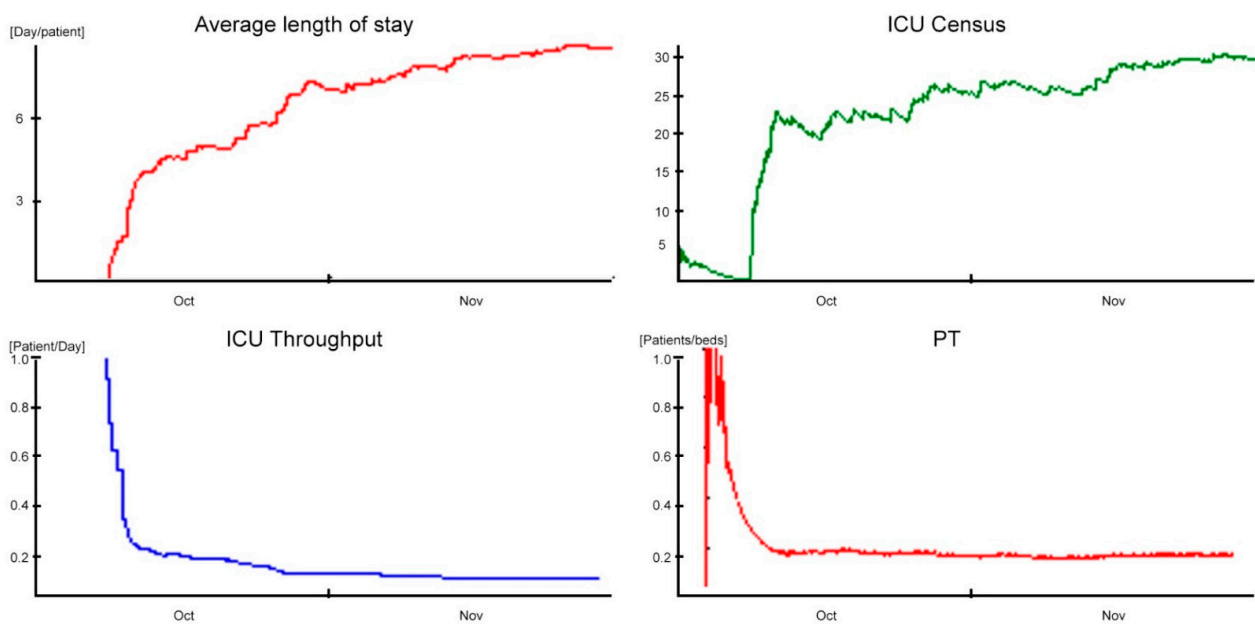 Average length of stay
[Day/patient]
6
3
Oct
Nov
ICU Census
30
25
20
15
10
5
Oct
Nov
ICU Throughput
[Patient/Day]
1.0
0.8
0.6
0.4
0.2
Oct
Nov
PT
[Patients/beds]
1.0
0.8
0.6
0.4
0.2
Oct
Nov